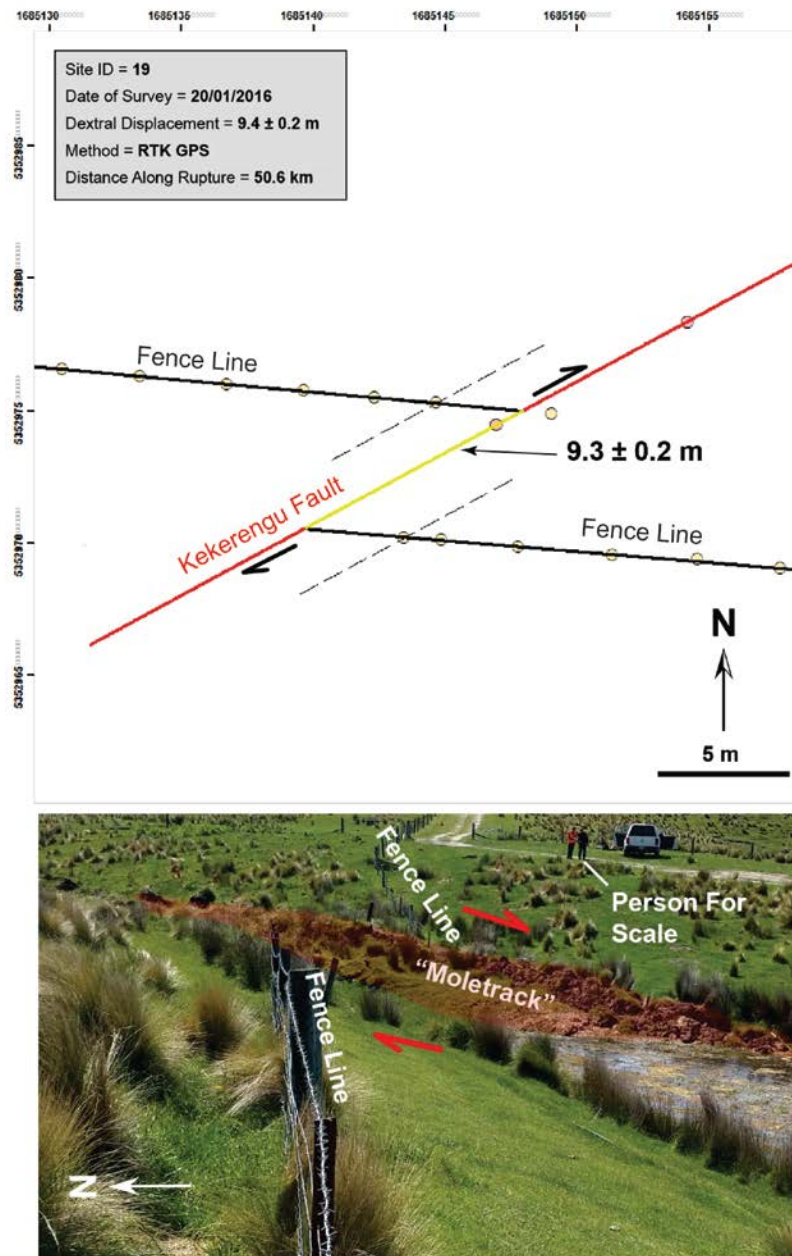 1685130 1685135 1685140 1685145 1685150 1685155
Site ID = 19
Date of Survey = 20/01/2016
Dextral Displacement = 9.4 ± 0.2 m
Method = RTK GPS
Distance Along Rupture = 50.6 km
5352985
5352980
5352975
5352970
5352965
Fence Line
9.3 ± 0.2 m
Kekerengu Fault
Fence Line
N
5 m
Fence Line
Person For
Scale
"Moletrack"
Fence Line
N